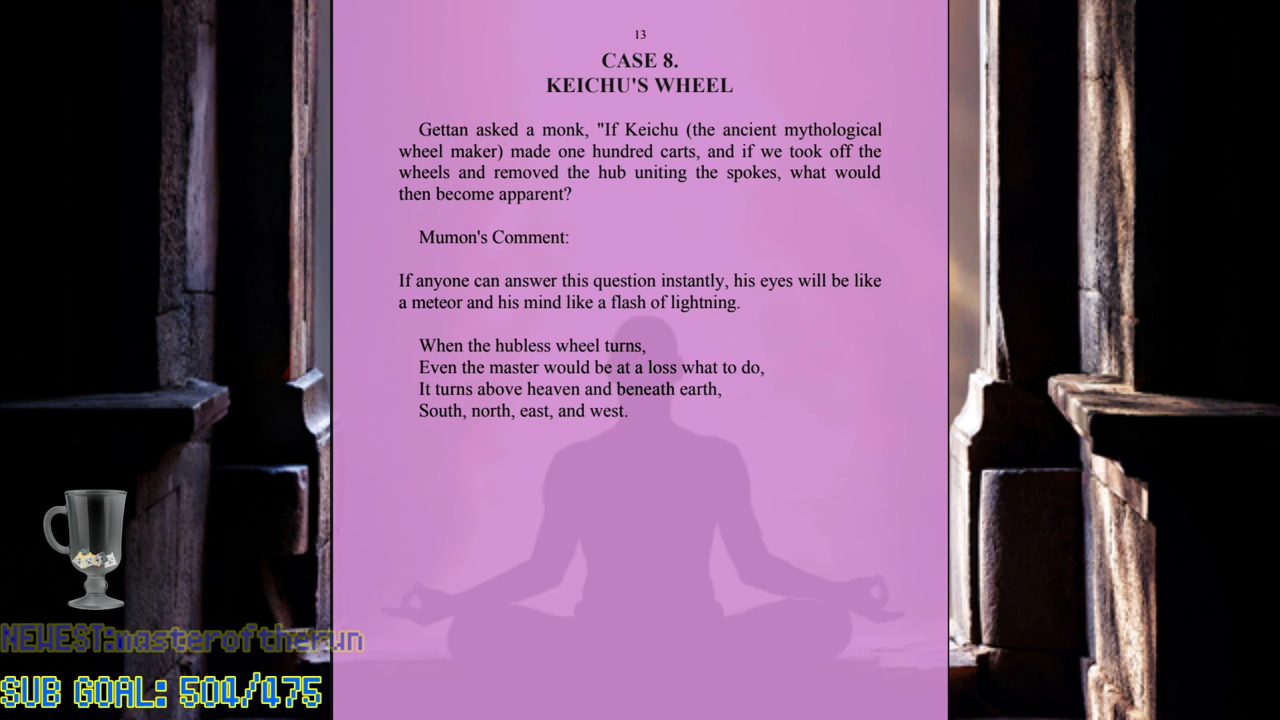 13
CASE 8.
KEICHU'S WHEEL
Gettan asked a monk, "If Keichu (the ancient mythological
wheel maker) made one hundred carts, and if we took off the
wheels and removed the hub uniting the spokes, what would
then become apparent?
Mumon's Comment:
If anyone can answer this question instantly, his eyes will be like
a meteor and his mind like a flash of lightning.
When the hubless wheel turns,
Even the master would be at a loss what to do,
It turns above heaven and beneath earth,
South, north, east, and west.
NEWEST:masteroftherun
SUB GOAL: 504/475